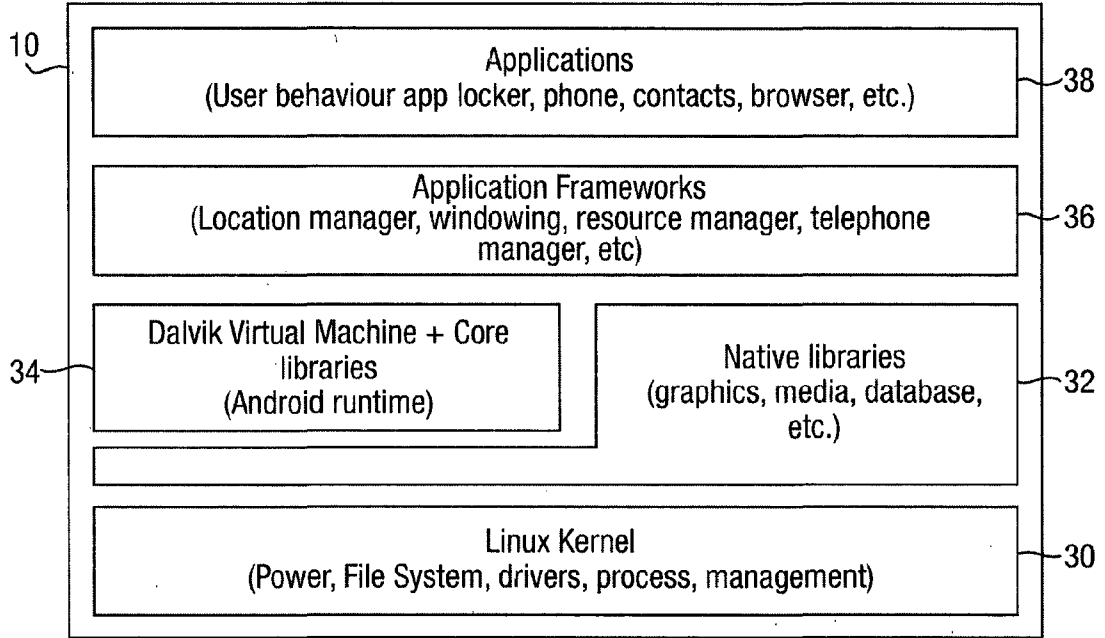 10
Applications
(User behaviour app locker, phone, contacts, browser, etc.)
38
Application Frameworks
(Location manager, windowing, resource manager, telephone
manager, etc)
36
Dalvik Virtual Machine + Core
libraries
(Android runtime)
34
Native libraries
(graphics, media, database,
etc.)
32
Linux Kernel
(Power, File System, drivers, process, management)
30